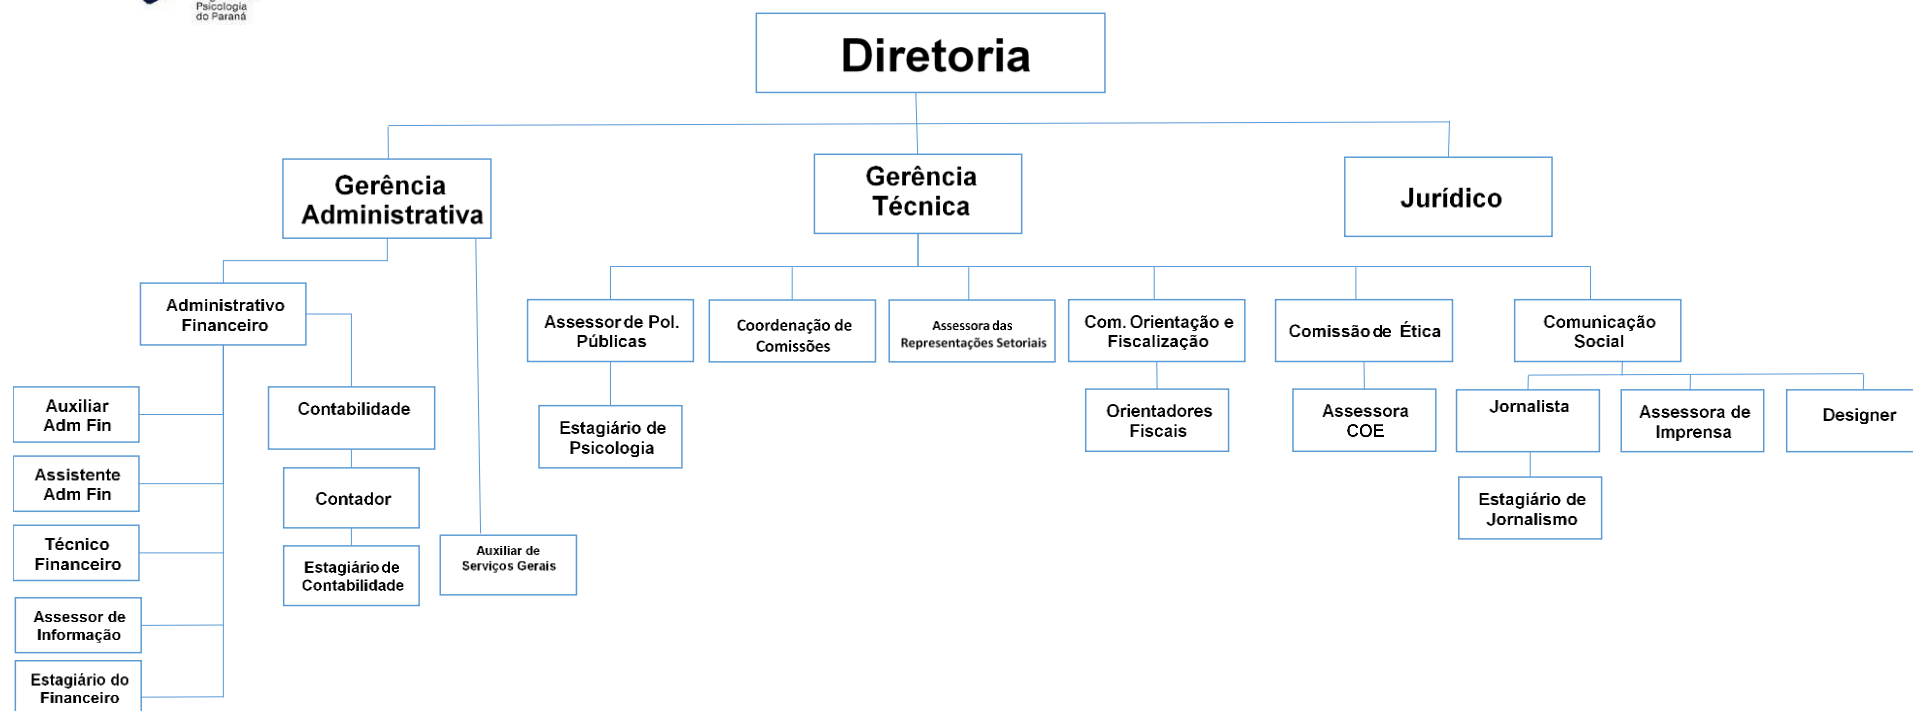 Psicologia
do Paraná
Diretoria
Gerência
Administrativa
Gerência
Técnica
Jurídico
Administrativo
Financeiro
Assessor de Pol.
Públicas
Coordenação de
Comissões
Assessora das
Representações Setoriais
Com. Orientação e
Fiscalização
Comissão de Ética
Comunicação
Social
Auxiliar
Adm Fin
Contabilidade
Estagiário de
Psicologia
Orientadores
Fiscais
Assessora
COE
Jornalista
Assessora de
Imprensa
Designer
Assistente
Adm Fin
Contador
Estagiário de
Jornalismo
Técnico
Financeiro
Estagiário de
Contabilidade
Auxiliar de
Serviços Gerais
Assessor de
Informação
Estagiário do
Financeiro